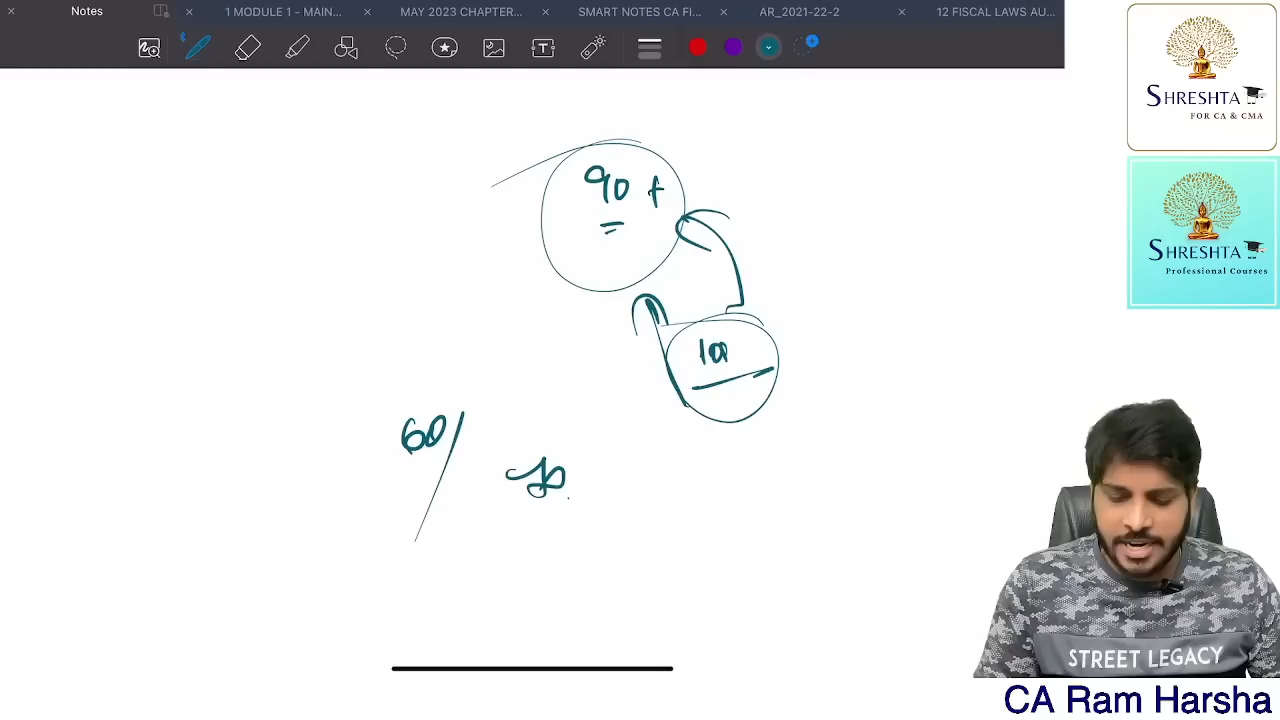 Notes
1 MODULE 1 - MAIN...
MAY 2023 CHAPTER...
SMART NOTES CA FI...
AR_2021-22-2
12 FISCAL LAWS AU...
T
SHRESHTA
FOR CA & CMA
SHRESHTA
Professional Courses
90 +
60/
STREET LEGACY
CA Ram Harsha